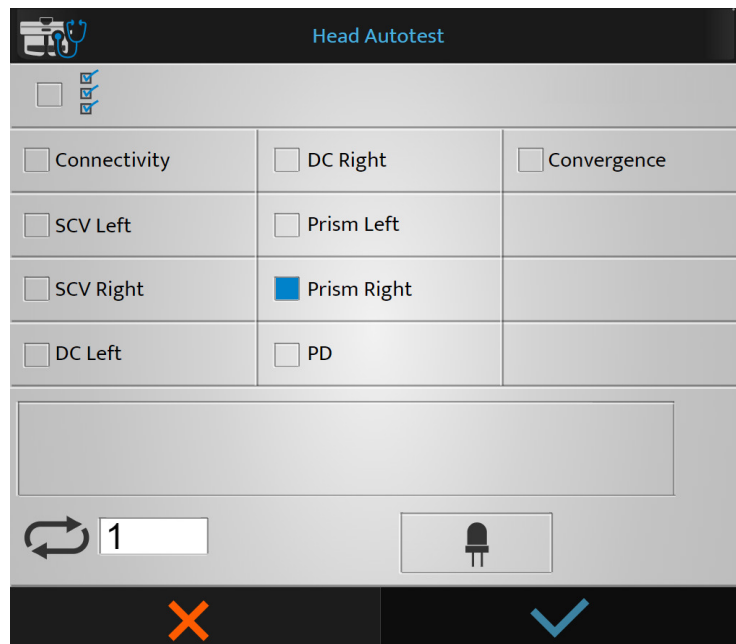 Head Autotest
Connectivity
DC Right
Convergence
SCV Left
Prism Left
SCV Right
Prism Right
DC Left
PD
1